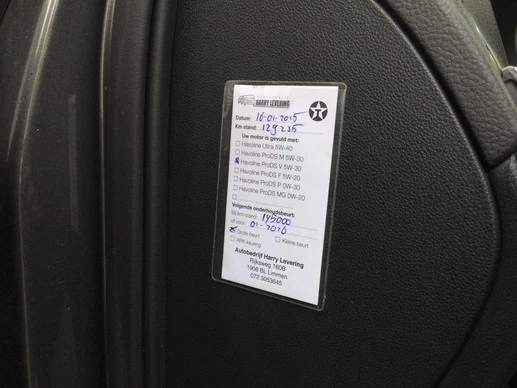 HARRY LEVERING
Datum: 16-01-2015
Km stand: 129235
Uw motor is gevuld met:
Havoline Ultra 5W-40
Havoline ProDS M 5W-30
Havoline ProDS V 5W-30
Havoline ProDS F 5W-20
Havoline ProDS P 0W-30
Havoline ProDS MG 0W-20
Volgende onderhoudsbeurt:
Bij km-stand: 145000
of voor: 01-2016
Grote beurt Kleine beurt
APK keuring
Autobedrijf Harry Levering
Rijksweg 160B
1906 BL Limmen
072 5053645